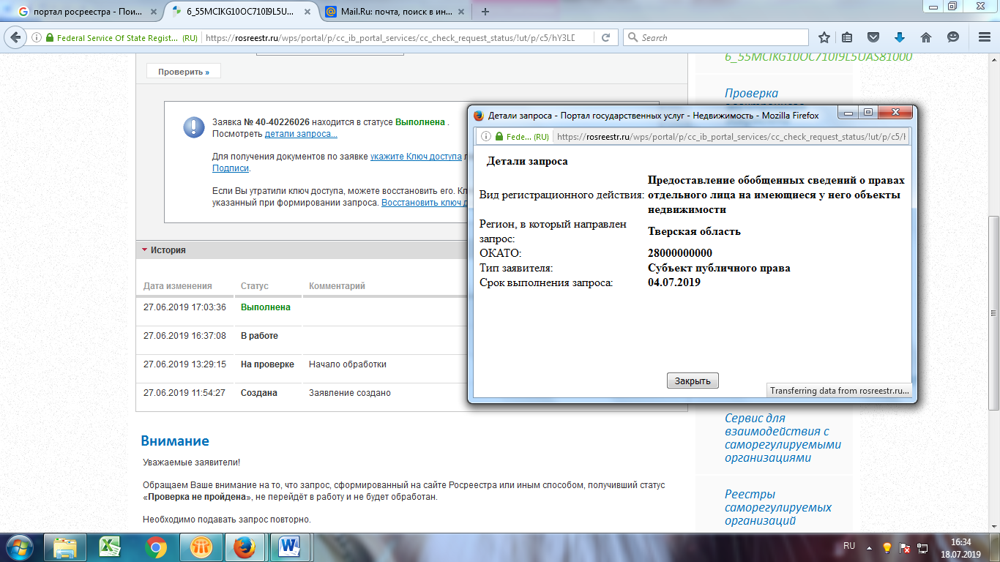 портал росреестра - Пои...
6_55MCIKG10OC710I9L5U...
Mail.Ru: почта, поиск в ин...
Federal Service Of State Regist... (RU)
https://rosreestr.ru/wps/portal/p/cc_ib_portal_services/cc_check_request_status/!ut/p/c5/hY3LD
Search
6_55MCIKG10OC710I9L5UAS81000
Проверить »
Проверка
Заявка № 40-40226026 находится в статусе Выполнена .
Посмотреть детали запроса...
Для получения документов по заявке укажите Ключ доступа
Подписи.
Если Вы утратили ключ доступа, можете восстановить его.
указанный при формировании запроса. Восстановить ключ
История
Дата изменения Статус Комментарий
27.06.2019 17:03:36 Выполнена
27.06.2019 16:37:08 В работе
27.06.2019 13:29:15 На проверке Начало обработки
27.06.2019 11:54:27 Создана Заявление создано
Детали запроса - Портал государственных услуг - Недвижимость - Mozilla Firefox
Fede... (RU)
https://rosreestr.ru/wps/portal/p/cc_ib_portal_services/cc_check_request_status/!ut/p/c5/
Детали запроса
Вид регистрационного действия: Предоставление обобщенных сведений о правах
отдельного лица на имеющиеся у него объекты
недвижимости
Регион, в который направлен
запрос: Тверская область
ОКАТО: 28000000000
Тип заявителя: Субъект публичного права
Срок выполнения запроса: 04.07.2019
Закрыть
Transferring data from rosreestr.ru...
Внимание
Уважаемые заявители!
Обращаем Ваше внимание на то, что запрос, сформированный на сайте Росреестра или иным способом, получивший статус
«Проверка не пройдена», не перейдёт в работу и не будет обработан.
Необходимо подавать запрос повторно.
Сервис для
взаимодействия с
саморегулируемыми
организациями
Реестры
саморегулируемых
организаций
RU
16:34
18.07.2019